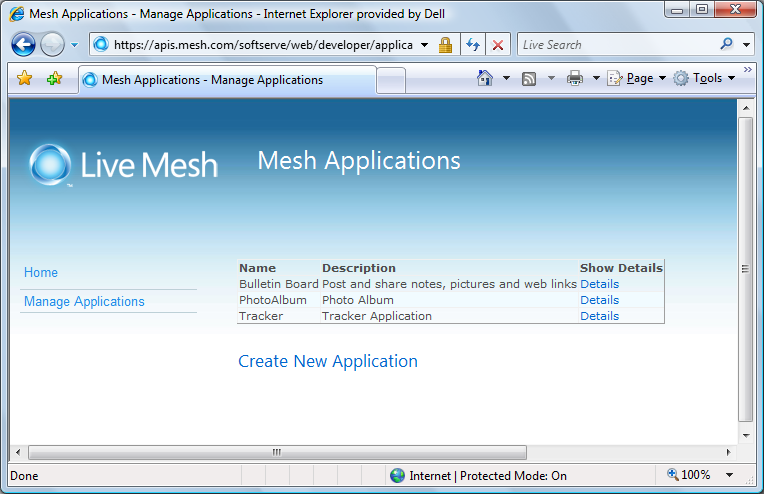 Mesh Applications - Manage Applications - Internet Explorer provided by Dell
https://apis.mesh.com/softserve/web/developer/applica
Live Search
Mesh Applications - Manage Applications
Page
Tools
Live Mesh
TM
Mesh Applications
Home
Manage Applications
Name Description Show Details
Bulletin Board Post and share notes, pictures and web links Details
PhotoAlbum Photo Album Details
Tracker Tracker Application Details
Create New Application
Done
Internet | Protected Mode: On
100%